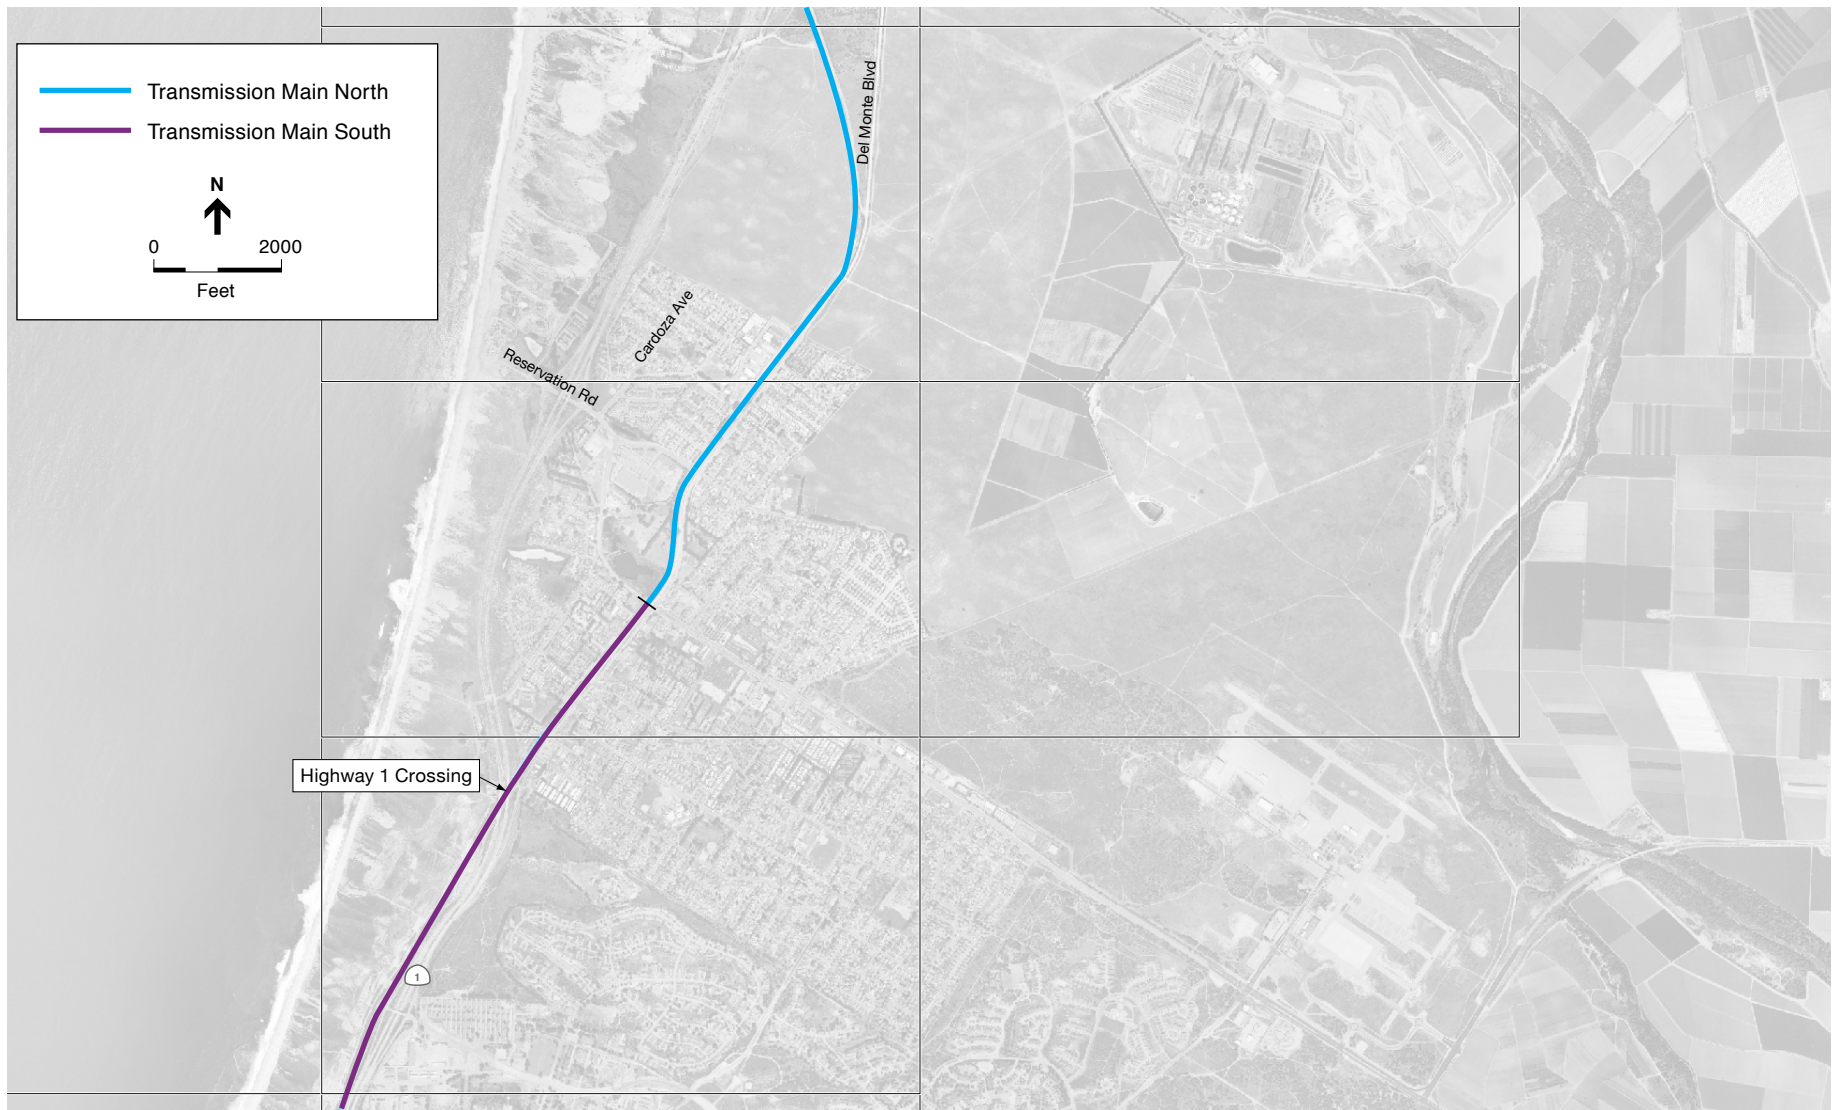 Transmission Main North
Transmission Main South
N
0 2000
Feet
Del Monte Blvd
Cardoza Ave
Reservation Rd
Highway 1 Crossing
1